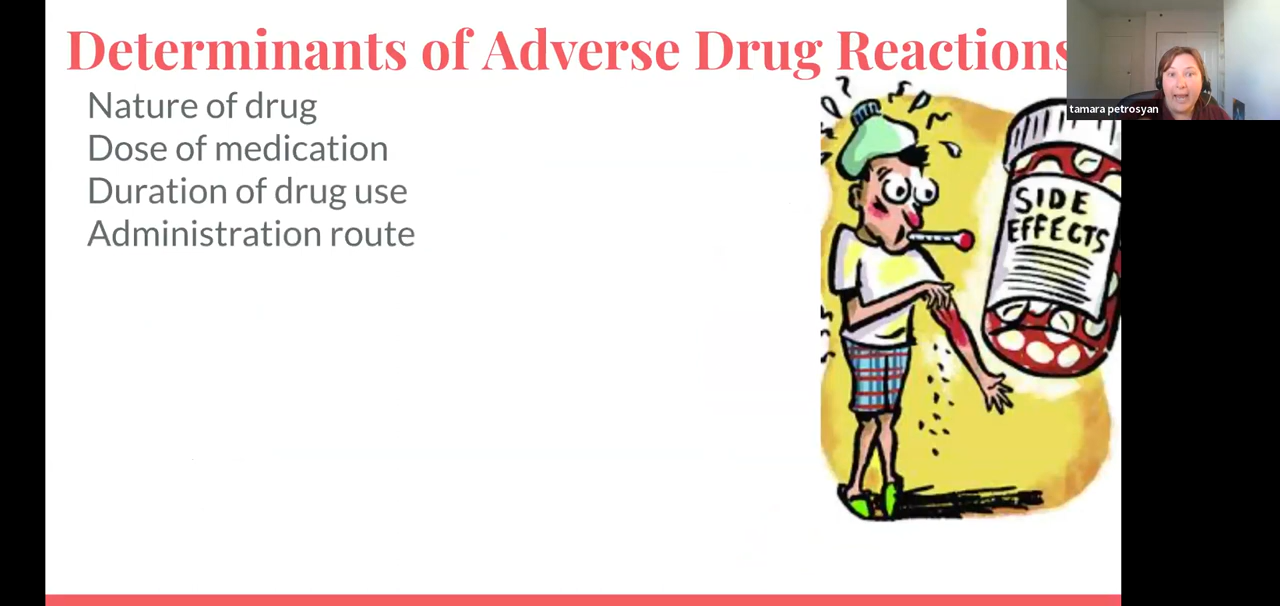 Determinants of Adverse Drug Reactions
tamara petrosyan
Nature of drug
Dose of medication
Duration of drug use
Administration route
SIDE
EFFECTS